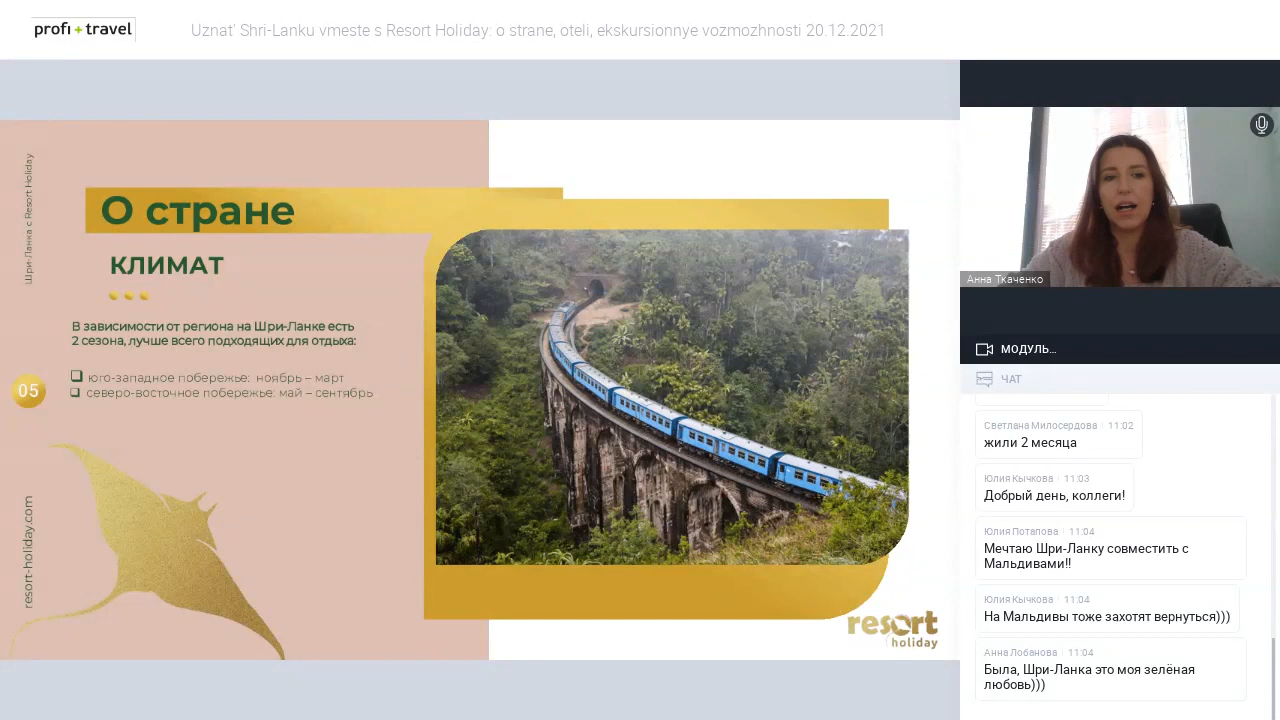 profi + travel
Uznat' Shri-Lanku vmeste s Resort Holiday: o strane, oteli, ekskursionnye vozmozhnosti 20.12.2021
Шри-Ланка с Resort Holiday
О стране
КЛИМАТ
В зависимости от региона на Шри-Ланке есть
2 сезона, лучше всего подходящих для отдыха:
юго-западное побережье: ноябрь – март
северо-восточное побережье: май – сентябрь
05
resort-holiday.com
resort
holiday
Анна Ткаченко
МОДУЛЬ...
ЧАТ
Светлана Милосердова 11:02
жили 2 месяца
Юлия Кычкова 11:03
Добрый день, коллеги!
Юлия Потапова 11:04
Мечтаю Шри-Ланку совместить с
Мальдивами!!
Юлия Кычкова 11:04
На Мальдивы тоже захотят вернуться)))
Анна Лобанова 11:04
Была, Шри-Ланка это моя зелёная
любовь)))